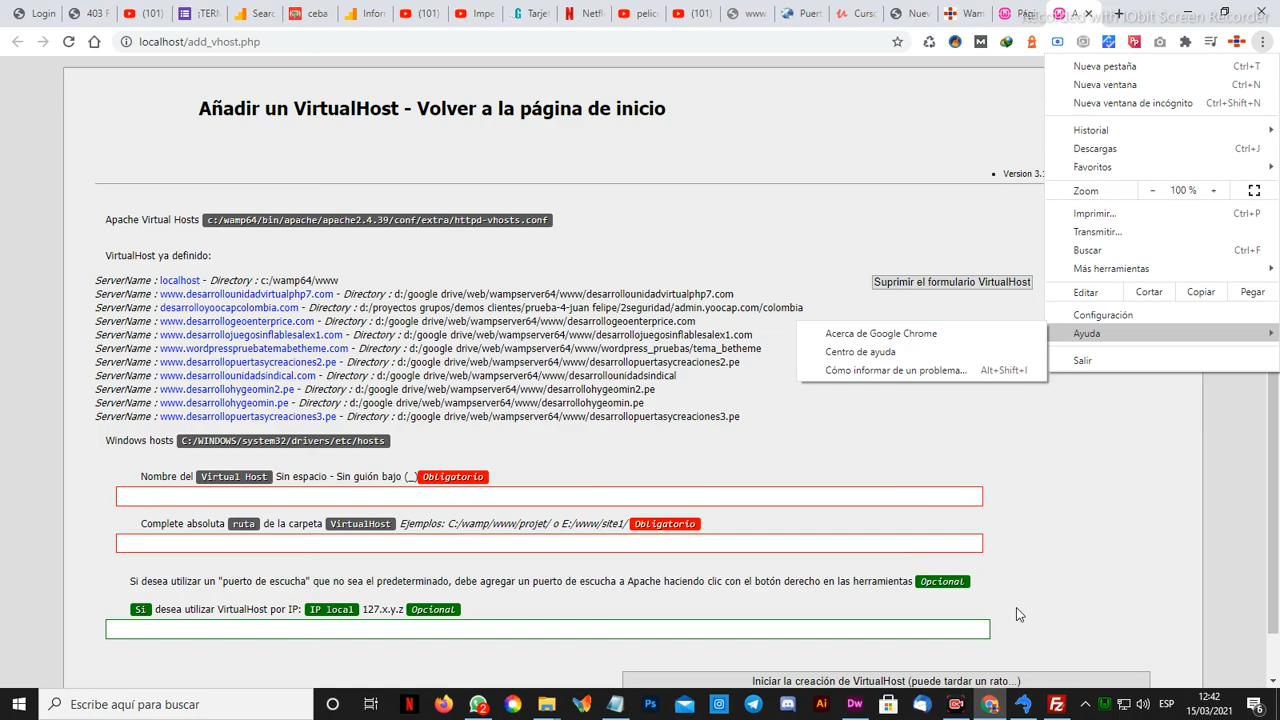 Login
(101)
403 F
(101)
¡TERM
Searc
ceba
Inforr
(101)
Impe
Tarje
Netfl
pelic
(101)
www
Puert
Curso
Nuev
Wam
Pági
A
Recorded with IObit Screen Recorder
localhost/add_vhost.php
Añadir un VirtualHost - Volver a la página de inicio
Version 3.
Apache Virtual Hosts c:/wamp64/bin/apache/apache2.4.39/conf/extra/httpd-vhosts.conf
VirtualHost ya definido:
ServerName : localhost - Directory : c:/wamp64/www
Suprimir el formulario VirtualHost
ServerName : www.desarrollounidadvirtualphp7.com - Directory : d:/google drive/web/wampserver64/www/desarrollounidadvirtualphp7.com
ServerName : desarrolloyoocapcolombia.com - Directory : d:/proyectos grupos/demos clientes/prueba-4-juan felipe/2seguridad/admin.yoocap.com/colombia
ServerName : www.desarrollogeoenterprice.com - Directory : d:/google drive/web/wampserver64/www/desarrollogeoenterprice.com
ServerName : www.desarrollojuegosinflablesalex1.com - Directory : d:/google drive/web/wampserver64/www/desarrollojuegosinflablesalex1.com
ServerName : www.wordpresspruebatemabetheme.com - Directory : d:/google drive/web/wampserver64/www/wordpress_pruebas/tema_betheme
ServerName : www.desarrollopuertasycreaciones2.pe - Directory : d:/google drive/web/wampserver64/www/desarrollopuertasycreaciones2.pe
ServerName : www.desarrollounidadsindical.com - Directory : d:/google drive/web/wampserver64/www/desarrollounidadsindical
ServerName : www.desarrollohygeomin2.pe - Directory : d:/google drive/web/wampserver64/www/desarrollohygeomin2.pe
ServerName : www.desarrollohygeomin.pe - Directory : d:/google drive/web/wampserver64/www/desarrollohygeomin.pe
ServerName : www.desarrollopuertasycreaciones3.pe - Directory : d:/google drive/web/wampserver64/www/desarrollopuertasycreaciones3.pe
Windows hosts C:/WINDOWS/system32/drivers/etc/hosts
Nombre del Virtual Host Sin espacio - Sin guión bajo (_) Obligatorio
Complete absoluta ruta de la carpeta VirtualHost Ejemplos: C:/wamp/www/projet/ o E:/www/site1/ Obligatorio
Si desea utilizar un "puerto de escucha" que no sea el predeterminado, debe agregar un puerto de escucha a Apache haciendo clic con el botón derecho en las herramientas Opcional
Si desea utilizar VirtualHost por IP: IP local 127.x.y.z Opcional
Iniciar la creación de VirtualHost (puede tardar un rato...)
Nueva pestaña Ctrl+T
Nueva ventana Ctrl+N
Nueva ventana de incógnito Ctrl+Shift+N
Historial
Descargas Ctrl+J
Favoritos
Zoom – 100 % +
Imprimir... Ctrl+P
Transmitir...
Buscar Ctrl+F
Más herramientas
Editar Cortar Copiar Pegar
Configuración
Ayuda
Salir
Acerca de Google Chrome
Centro de ayuda
Cómo informar de un problema... Alt+Shift+I
Escribe aquí para buscar
2
Ps
Ai
Dw
ESP
12:42
15/03/2021
6